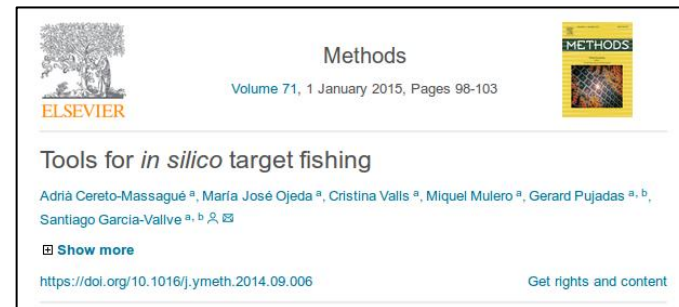 Methods
METHODS
Volume 71, 1 January 2015, Pages 98-103
ELSEVIER
Tools for in silico target fishing
Adrià Cereto-Massagué a, María José Ojeda a, Cristina Valls a, Miquel Mulero a, Gerard Pujadas a, b,
Santiago Garcia-Vallve a, b
Show more
https://doi.org/10.1016/j.ymeth.2014.09.006 Get rights and content